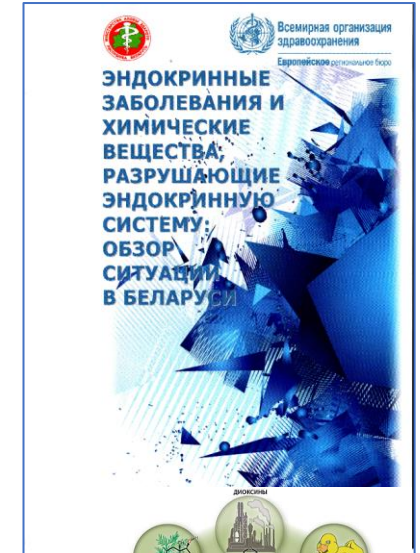 Всемирная организация
здравоохранения
Европейское региональное бюро
ЭНДОКРИННЫЕ
ЗАБОЛЕВАНИЯ И
ХИМИЧЕСКИЕ
ВЕЩЕСТВА,
РАЗРУШАЮЩИЕ
ЭНДОКРИННУЮ
СИСТЕМУ:
ОБЗОР
СИТУАЦИИ
В БЕЛАРУСИ
ДИОКСИНЫ